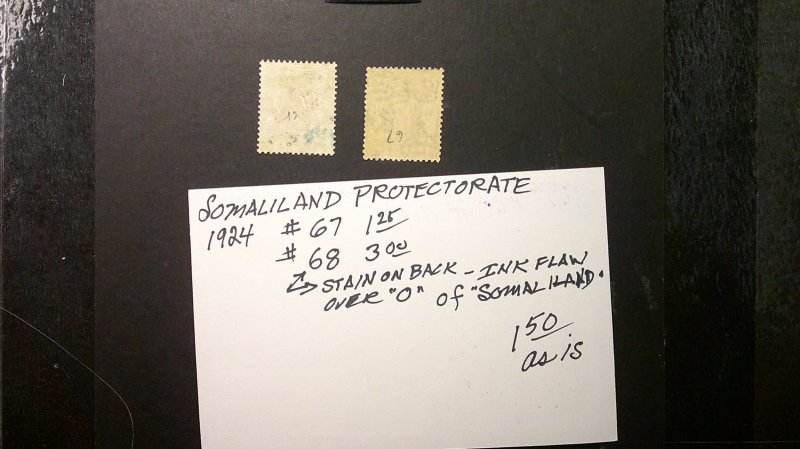 67
SOMALILAND PROTECTORATE
1924 # 67 1 25
# 68 3 00
↳ STAIN ON BACK - INK FLAW
OVER "O" of "SOMALILAND"
1 50
as is